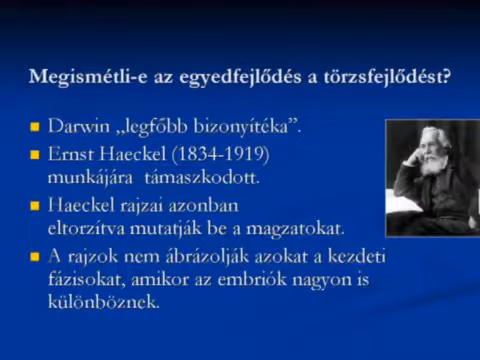 Megismétli-e az egyedfejlődés a törzsfejlődést?
Darwin „legfőbb bizonyítéka”.
Ernst Haeckel (1834-1919)
munkájára támaszkodott.
Haeckel rajzai azonban
eltorzítva mutatják be a magzatokat.
A rajzok nem ábrázolják azokat a kezdeti
fázisokat, amikor az embriók nagyon is
különböznek.